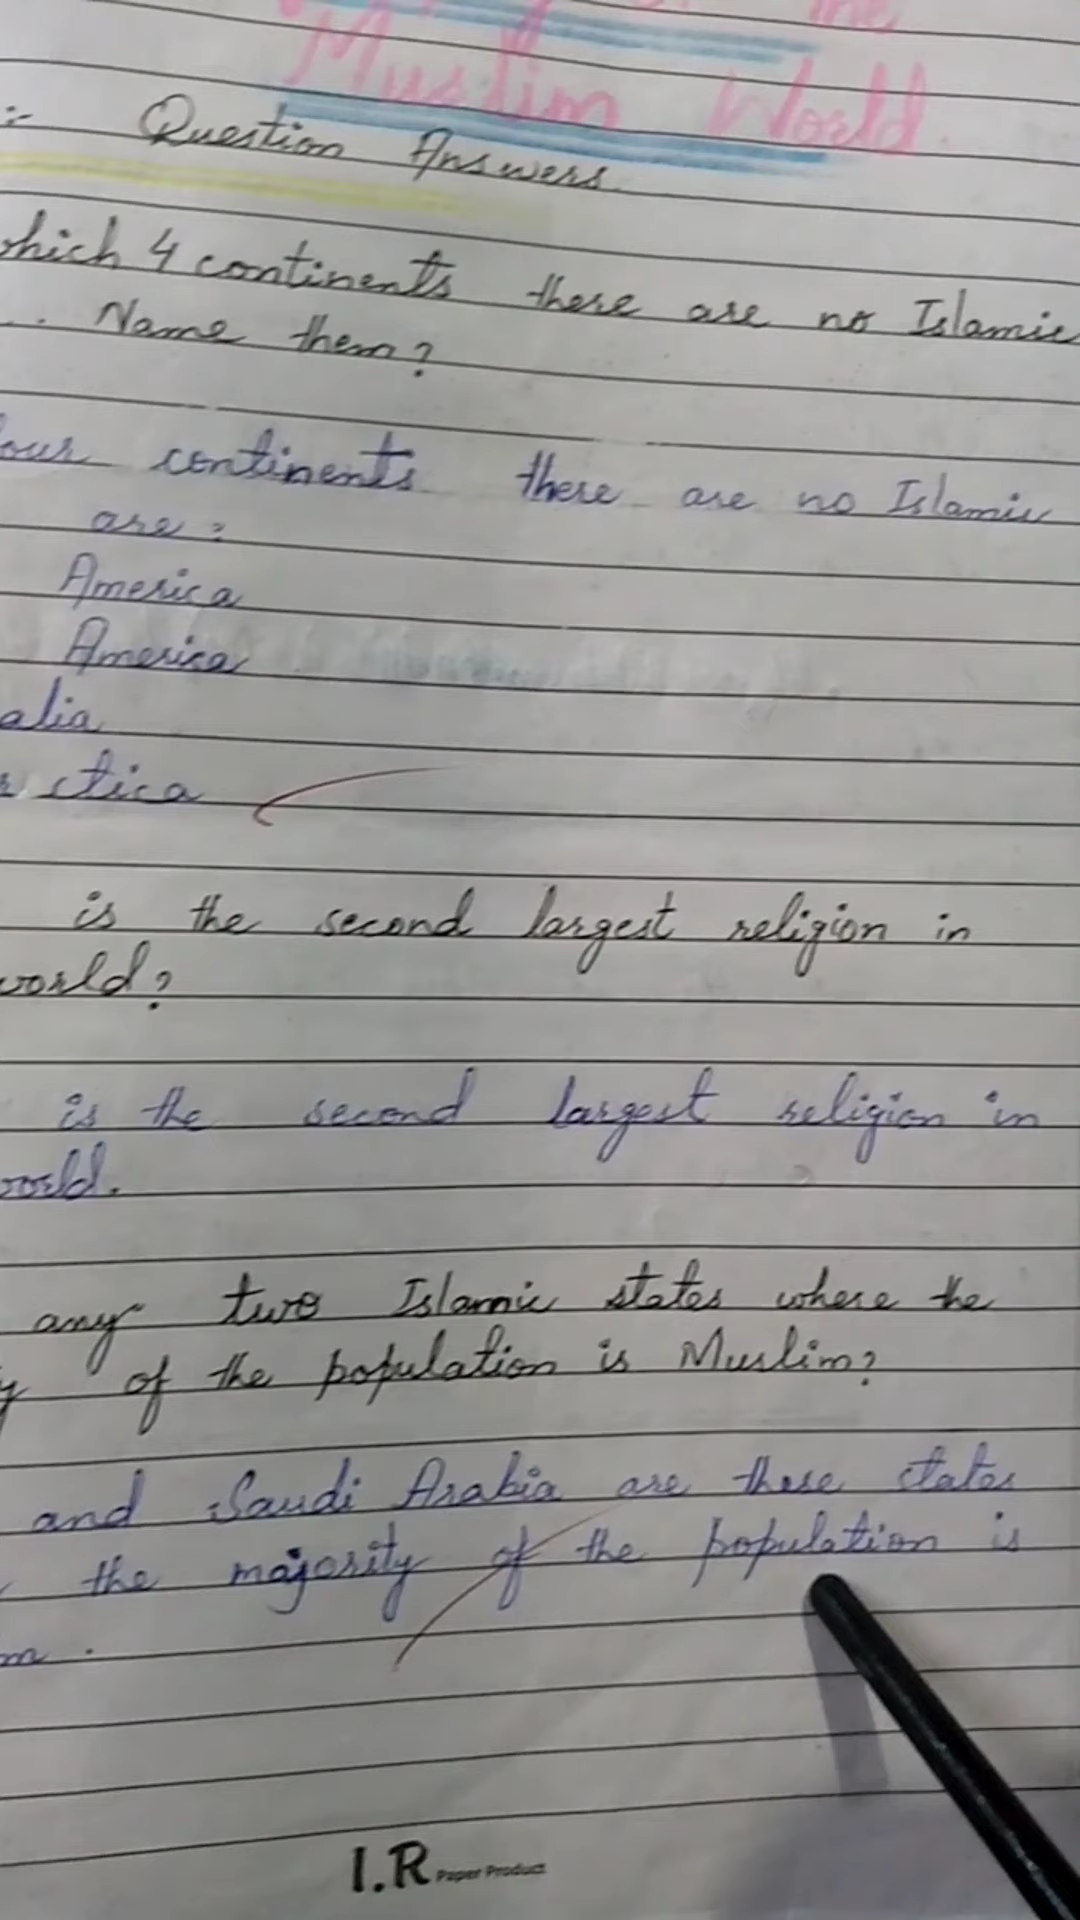 the
Muslim World.
:- Question Answers
which 4 continents there are no Islamic
. . Name them?
our continents there are no Islamic
are :
America
America
alia
ctica
is the second largest religion in
world?
is the second largest religion in
world.
any two Islamic states where the
y of the population is Muslim?
and Saudi Arabia are these states
the majority of the population is
m .
I.R Paper Product